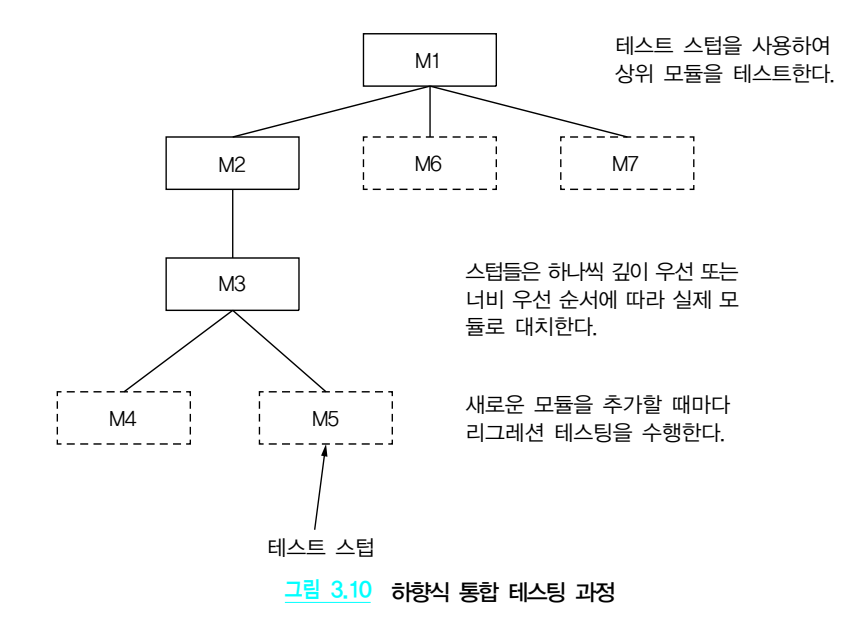 M1
테스트 스텁을 사용하여
상위 모듈을 테스트한다.
M2
M6
M7
M3
스텁들은 하나씩 깊이 우선 또는
너비 우선 순서에 따라 실제 모
듈로 대치한다.
M4
M5
새로운 모듈을 추가할 때마다
리그레션 테스팅을 수행한다.
테스트 스텁
그림 3.10 하향식 통합 테스팅 과정